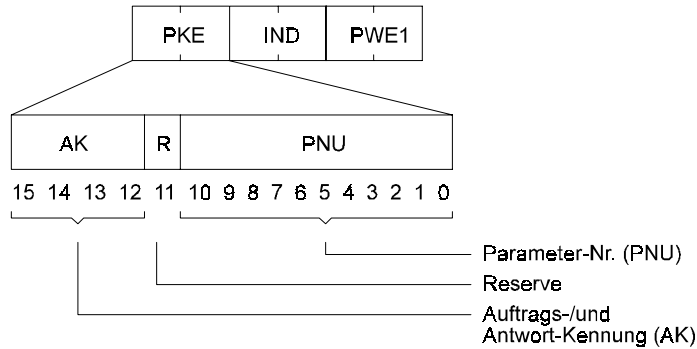 PKE IND PWE1
AK R PNU
15 14 13 12 11 10 9 8 7 6 5 4 3 2 1 0
Parameter-Nr. (PNU)
Reserve
Auftrags-/und
Antwort-Kennung (AK)